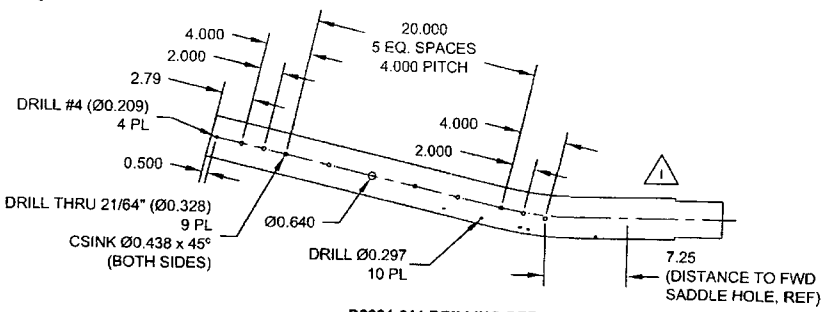 4.000
20.000
5 EQ. SPACES
4.000 PITCH
2.000
2.79
DRILL #4 (Ø0.209)
4 PL
4.000
2.000
0.500
1
DRILL THRU 21/64" (Ø0.328)
9 PL
CSINK Ø0.438 x 45°
(BOTH SIDES)
Ø0.640
DRILL Ø0.297
10 PL
7.25
(DISTANCE TO FWD
SADDLE HOLE, REF)